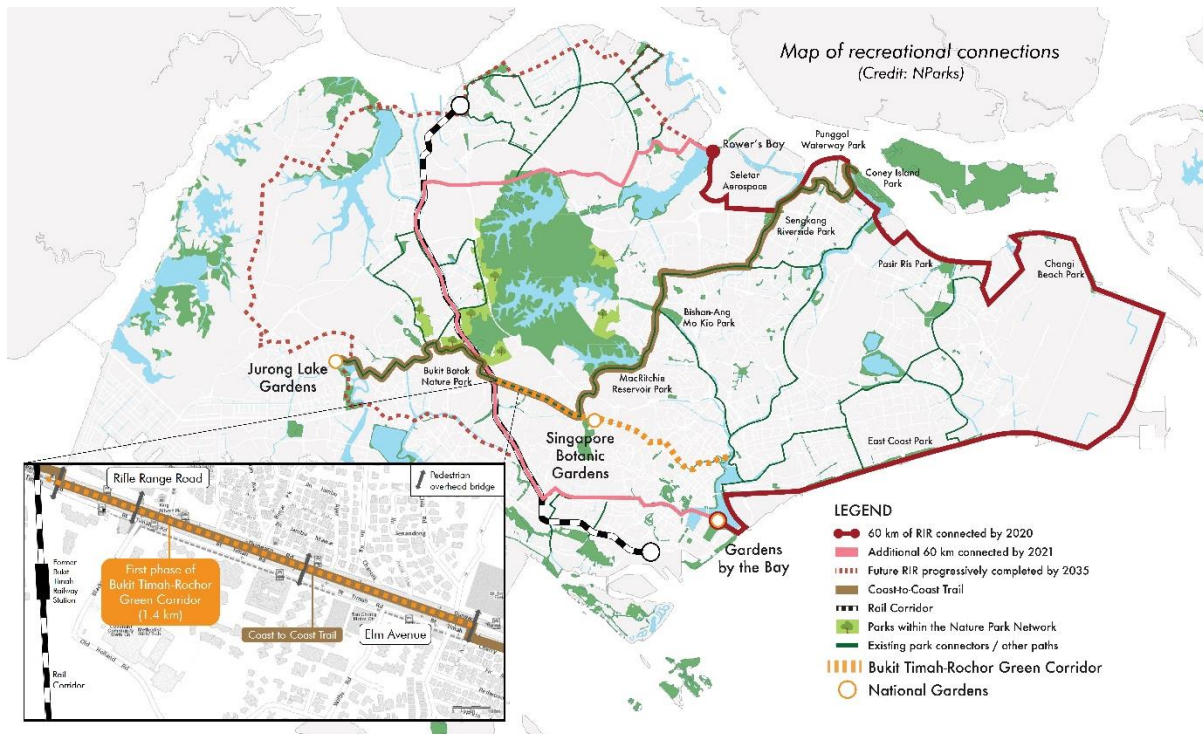 Map of recreational connections
(Credit: NParks)
Rower's Bay
Seletar
Aerospace
Punggol
Waterway Park
Coney Island
Park
Sengkang
Riverside Park
Pasir Ris Park
Changi
Beach Park
Bishan-Ang
Mo Kio Park
Jurong Lake
Gardens
Bukit Batok
Nature Park
MacRitchie
Reservoir Park
Singapore
Botanic
Gardens
East Coast Park
Gardens
by the Bay
Rifle Range Road
Pedestrian
overhead bridge
Former
Bukit
Timah
Railway
Station
First phase of
Bukit Timah-Rochor
Green Corridor
(1.4 km)
Coast to Coast Trail
Elm Avenue
Old Holland Rd
Rail
Corridor
LEGEND
60 km of RIR connected by 2020
Additional 60 km connected by 2021
Future RIR progressively completed by 2035
Coast-to-Coast Trail
Rail Corridor
Parks within the Nature Park Network
Existing park connectors / other paths
Bukit Timah-Rochor Green Corridor
National Gardens